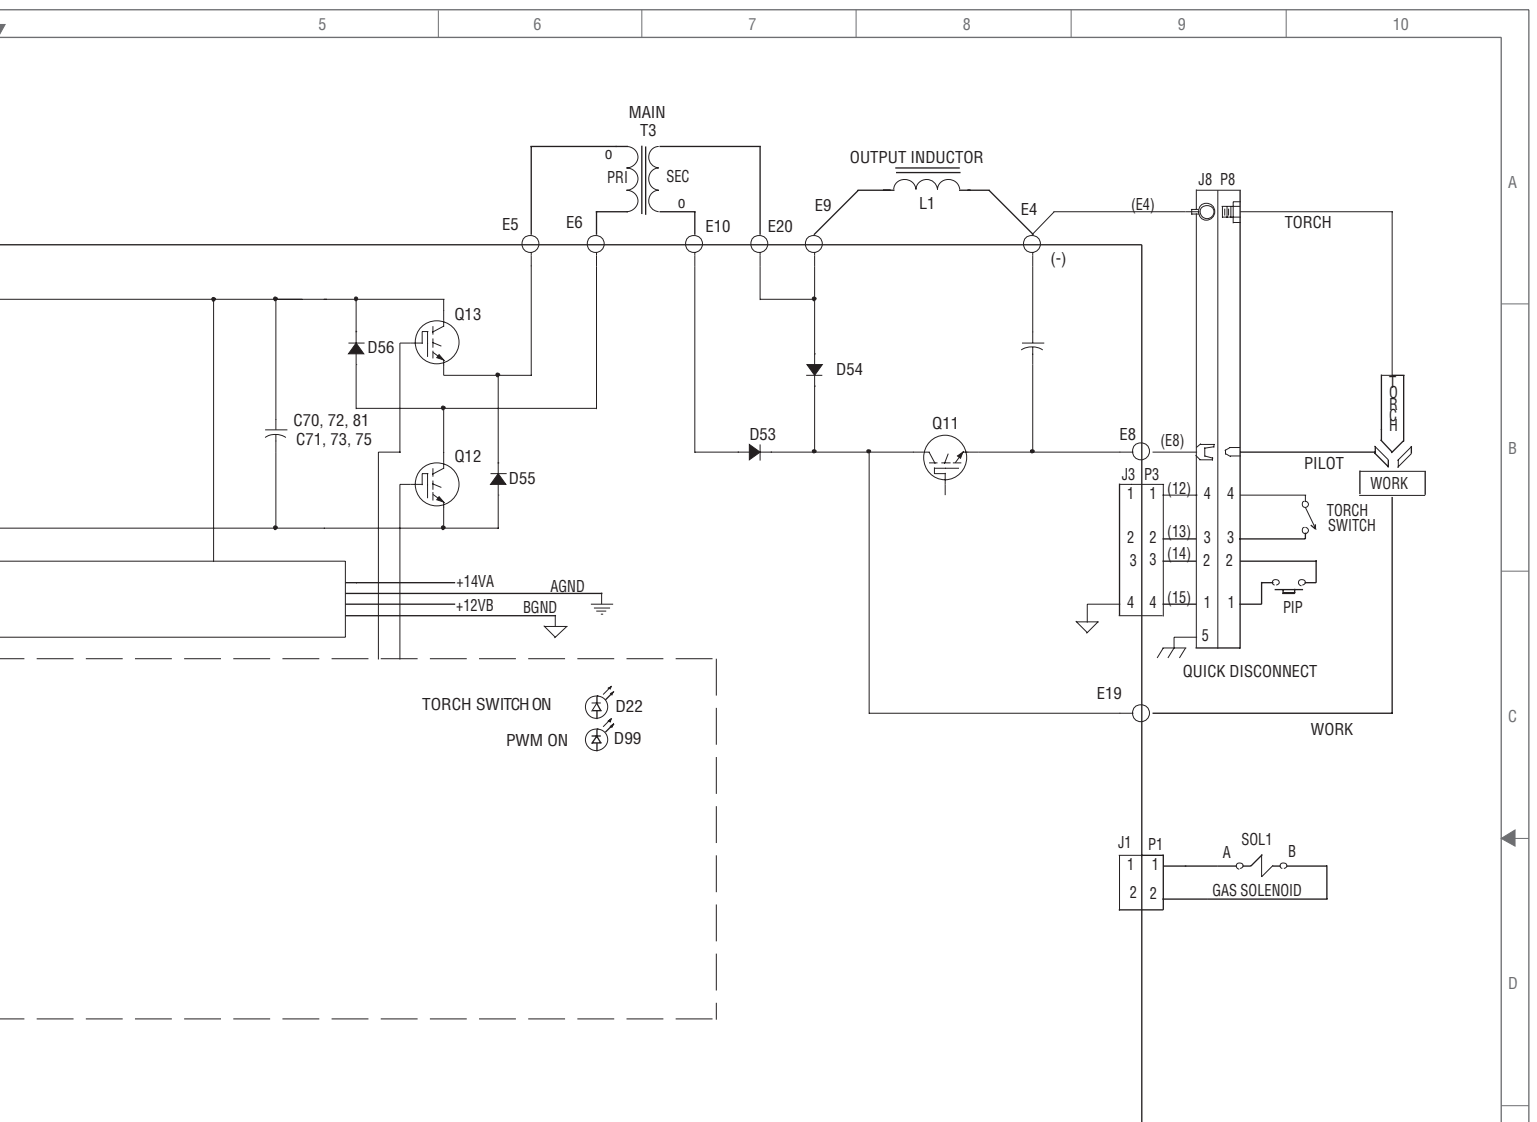 5 6 7 8 9 10
MAIN
T3
O
PRI SEC
O
OUTPUT INDUCTOR
L1
J8 P8
A
E5 E6 E10 E20 E9 E4 (E4)
TORCH
(-)
Q13
D56
D54
TORCH
C70, 72, 81
C71, 73, 75
Q11
D53
E8 (E8)
B
Q12
D55
PILOT
WORK
J3 P3
1 1 (12) 4 4
TORCH
SWITCH
2 2 (13) 3 3
3 3 (14) 2 2
4 4 (15) 1 1
PIP
5
QUICK DISCONNECT
+14VA
AGND
+12VB
BGND
TORCH SWITCH ON D22
PWM ON D99
E19
WORK
C
J1 P1
1 1
2 2
SOL1
A B
GAS SOLENOID
D